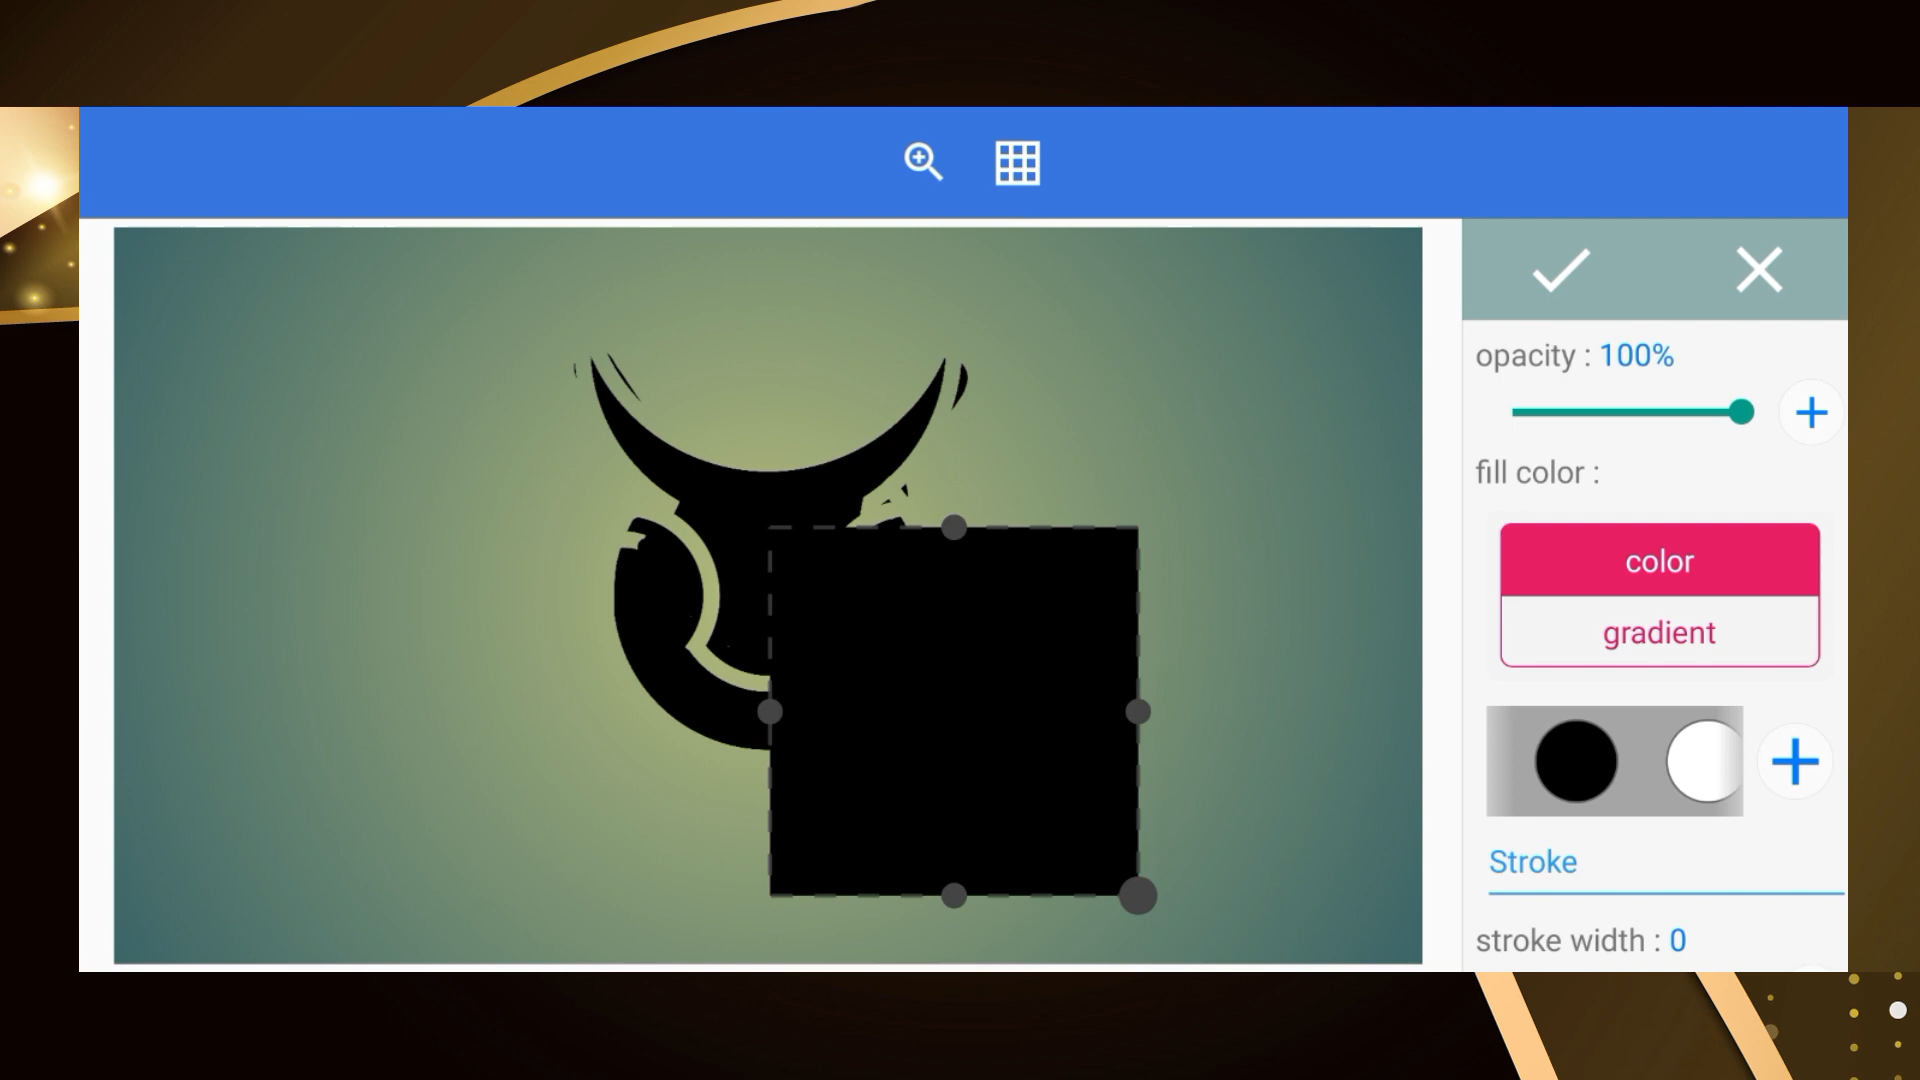 opacity : 100%
fill color :
color
gradient
Stroke
stroke width : 0